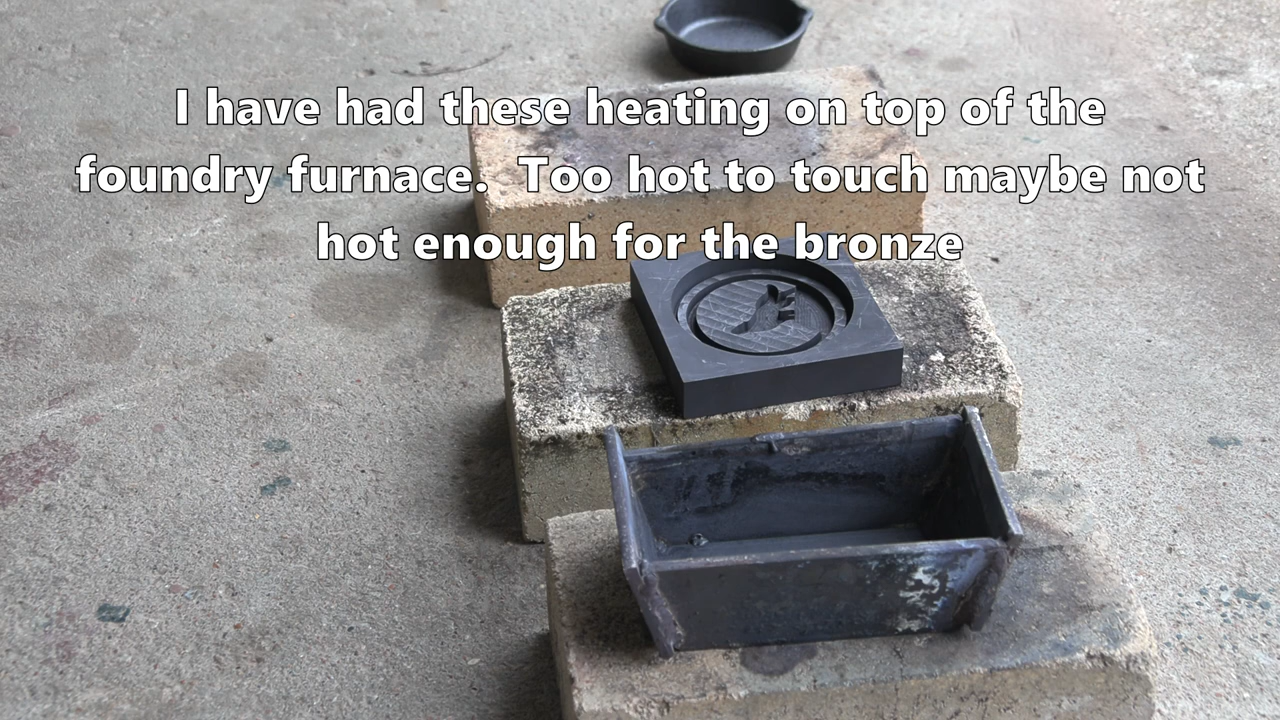 I have had these heating on top of the
foundry furnace.  Too hot to touch maybe not
hot enough for the bronze